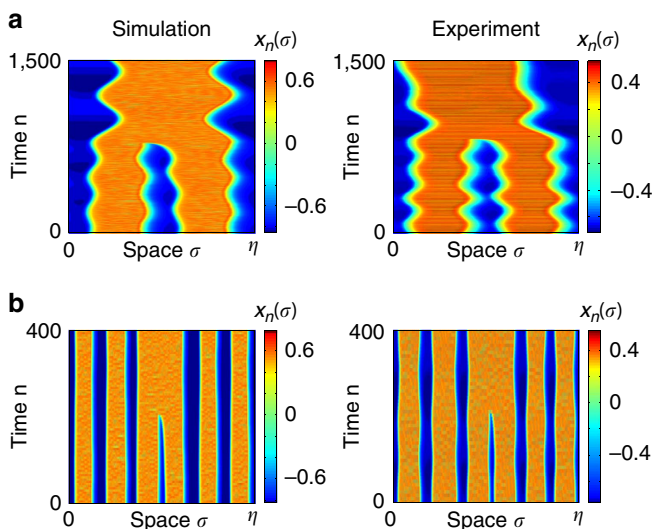 a
Simulation
Experiment
xn(σ)
xn(σ)
1,500
1,500
0.6
0.4
Time n
0
Time n
0
−0.6
−0.4
0
0
0
Space σ
η
0
Space σ
η
b
xn(σ)
xn(σ)
400
400
0.6
0.4
Time n
0
Time n
0
−0.6
−0.4
0
0
0
Space σ
η
0
Space σ
η